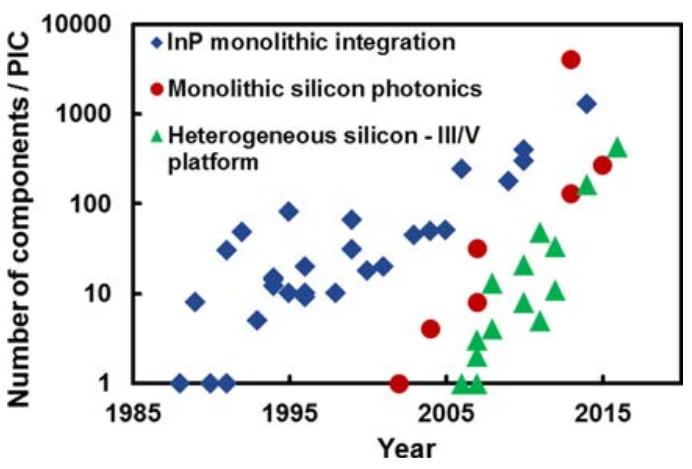 Number of components / PIC
10000
1000
100
10
1
InP monolithic integration
Monolithic silicon photonics
Heterogeneous silicon - III/V
platform
1985
1995
2005
2015
Year